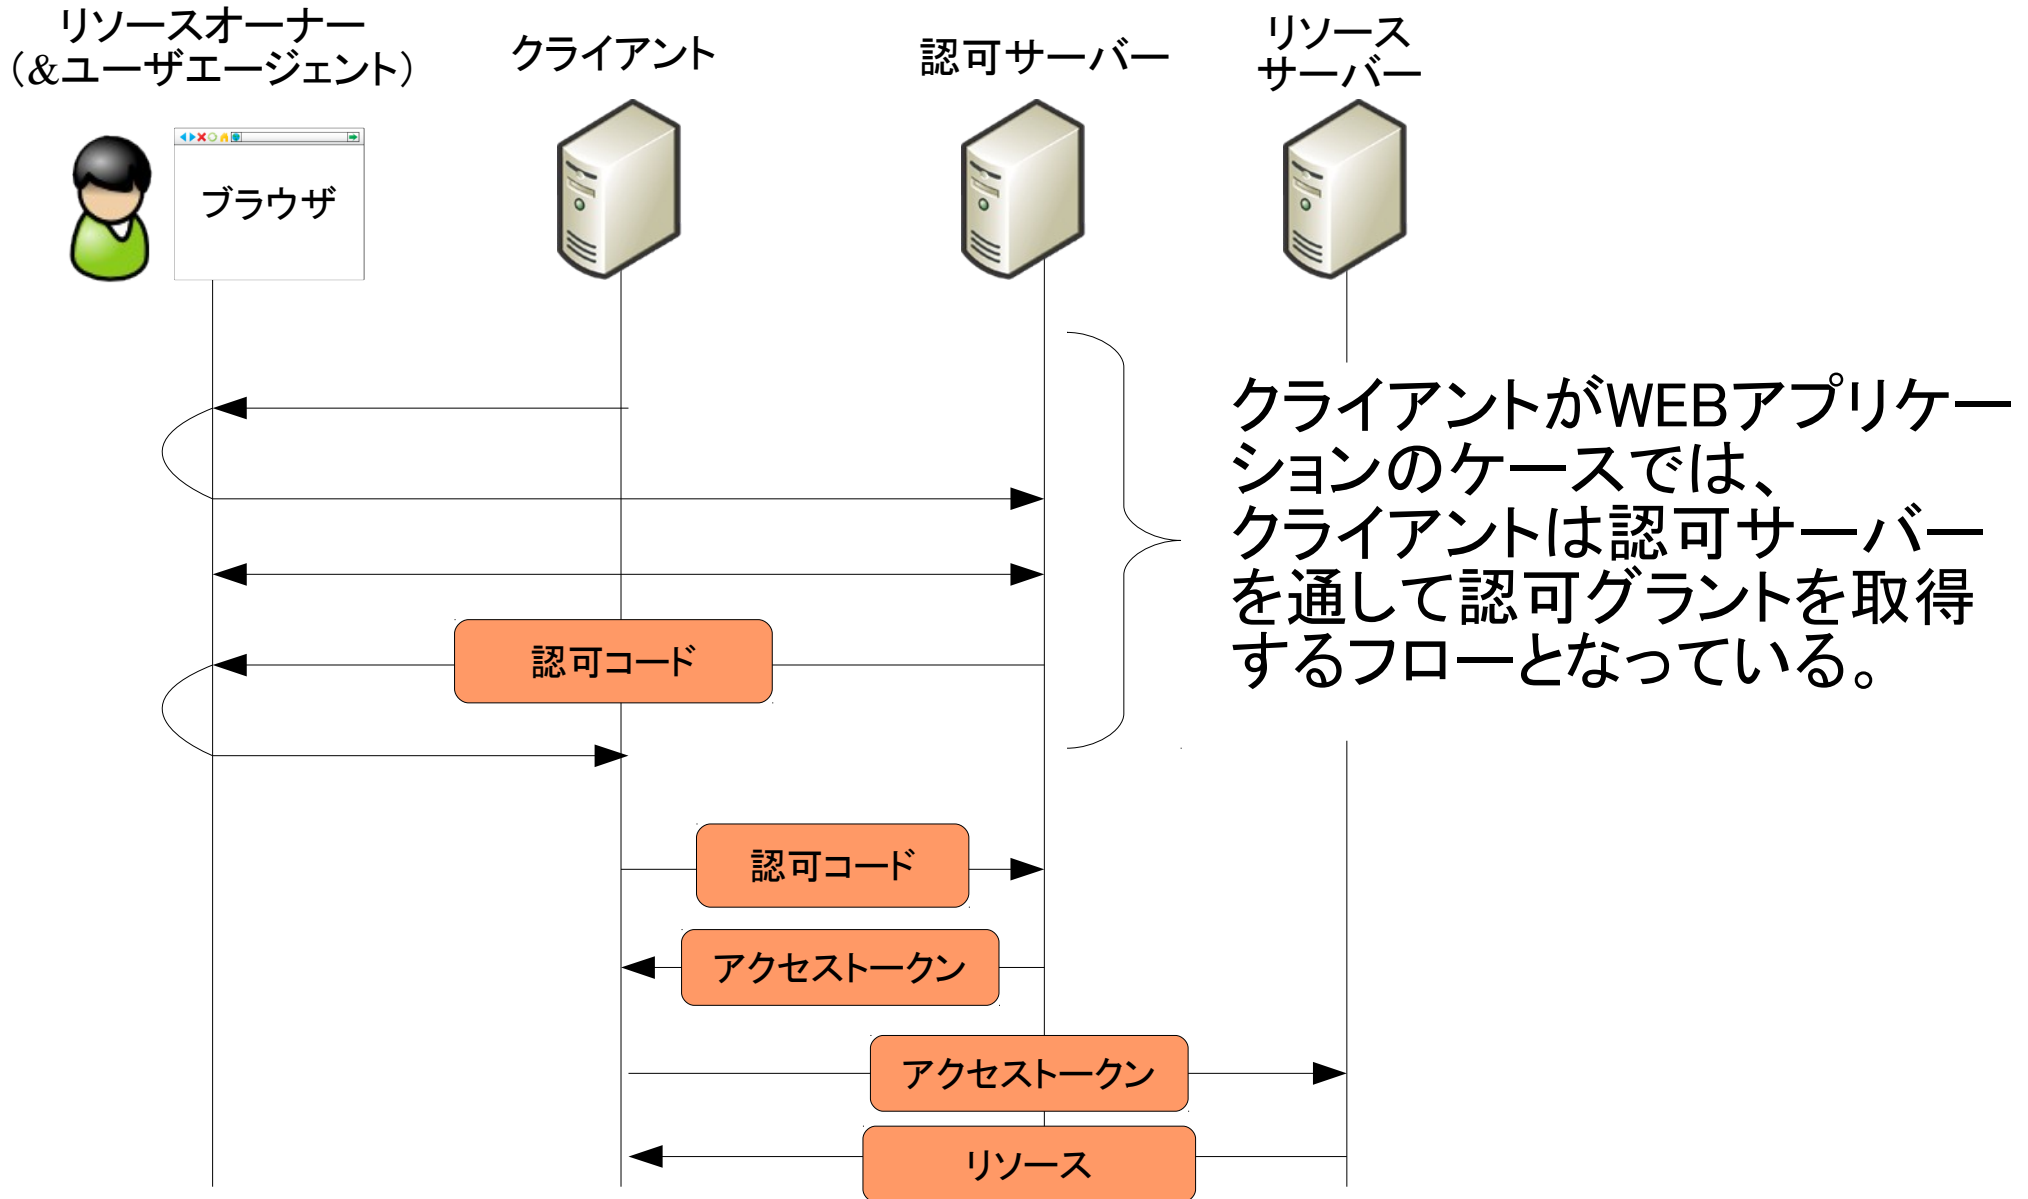 リソースオーナー
(&ユーザエージェント)
クライアント
認可サーバー
リソース
サーバー
ブラウザ
クライアントがWEBアプリケー
ションのケースでは、
クライアントは認可サーバー
を通して認可グラントを取得
するフローとなっている。
認可コード
認可コード
アクセストークン
アクセストークン
リソース